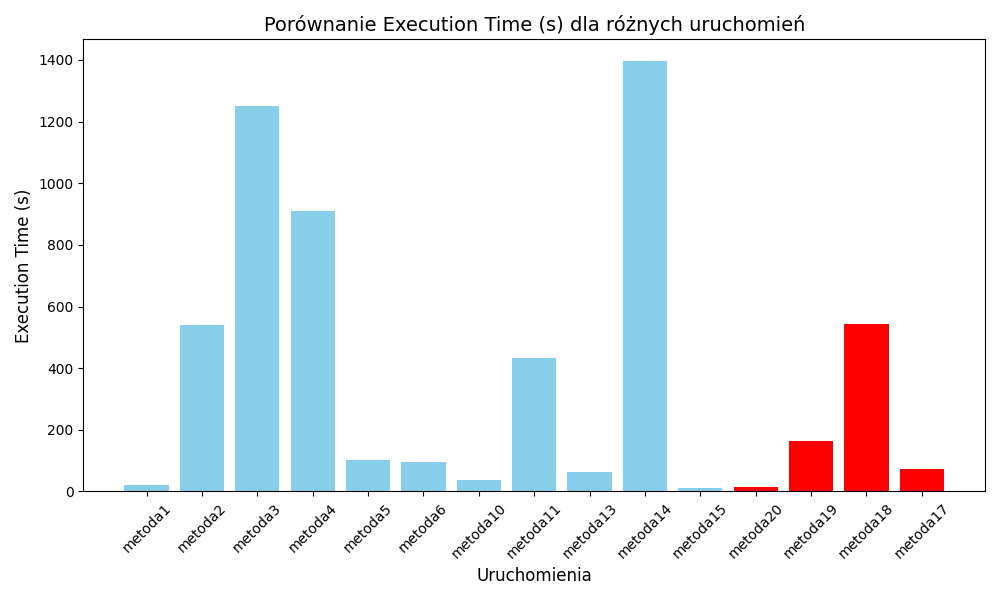 Porównanie Execution Time (s) dla różnych uruchomień
Execution Time (s)
1400
1200
1000
800
600
400
200
0
metoda1
metoda2
metoda3
metoda4
metoda5
metoda6
metoda10
metoda11
metoda13
metoda14
metoda15
metoda20
metoda19
metoda18
metoda17
Uruchomienia